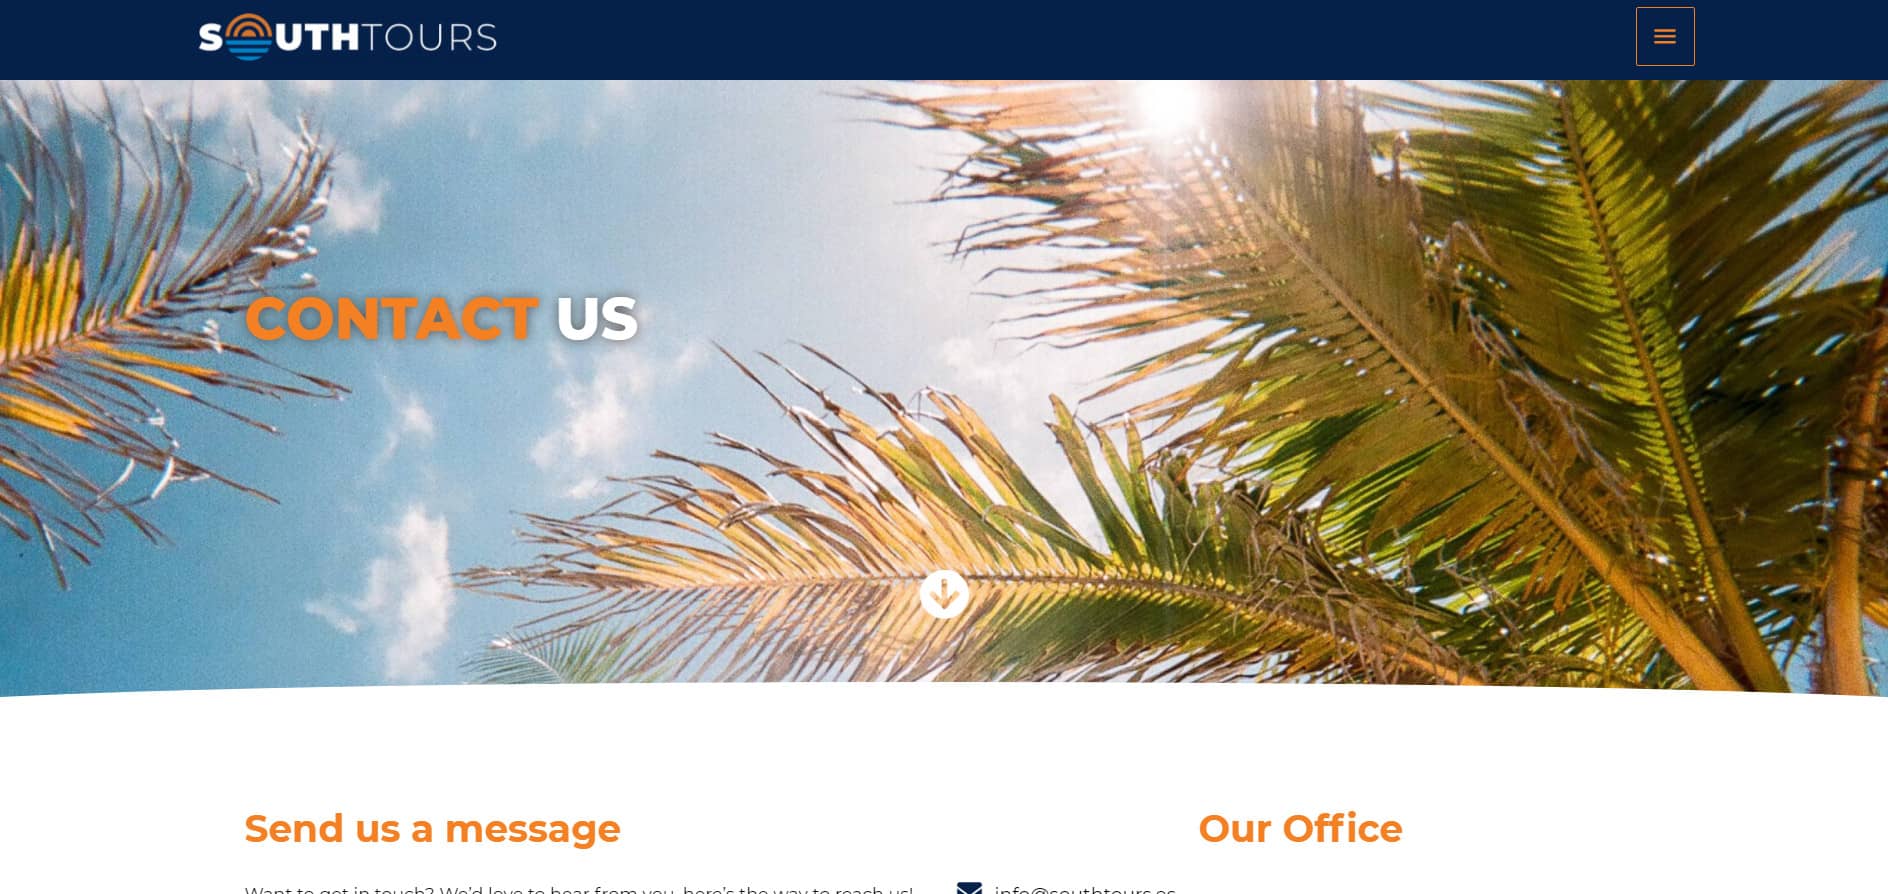 SOUTHTOURS
CONTACT US
Send us a message
Our Office
Want to get in touch? We'd love to hear from you, here's the way to reach us!
info@southtours.es